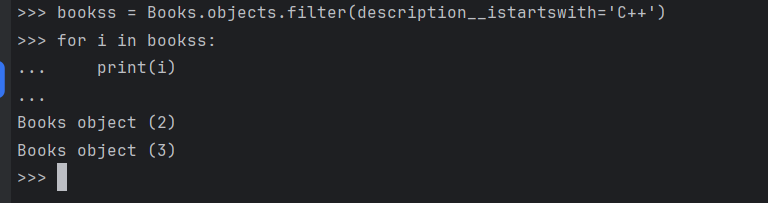 >>> bookss = Books.objects.filter(description__istartswith='C++')
>>> for i in bookss:
...     print(i)
...
Books object (2)
Books object (3)
>>>